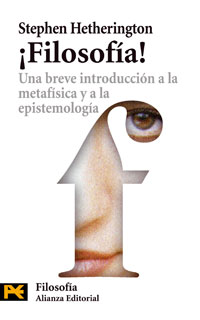 Stephen Hetherington
¡Filosofía!
Una breve introducción a la
metafísica y a la
epistemología
f
Filosofía
Alianza Editorial